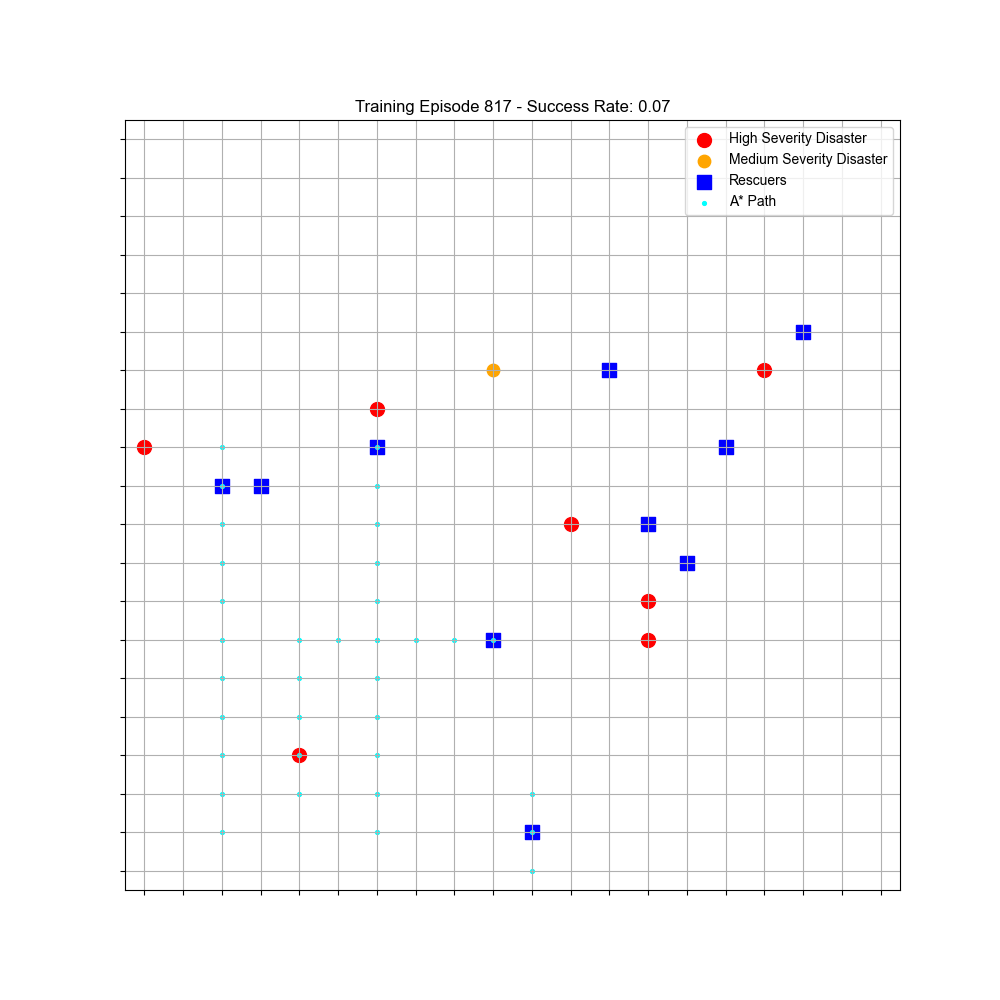 Training Episode 817 - Success Rate: 0.07
High Severity Disaster
Medium Severity Disaster
Rescuers
A* Path